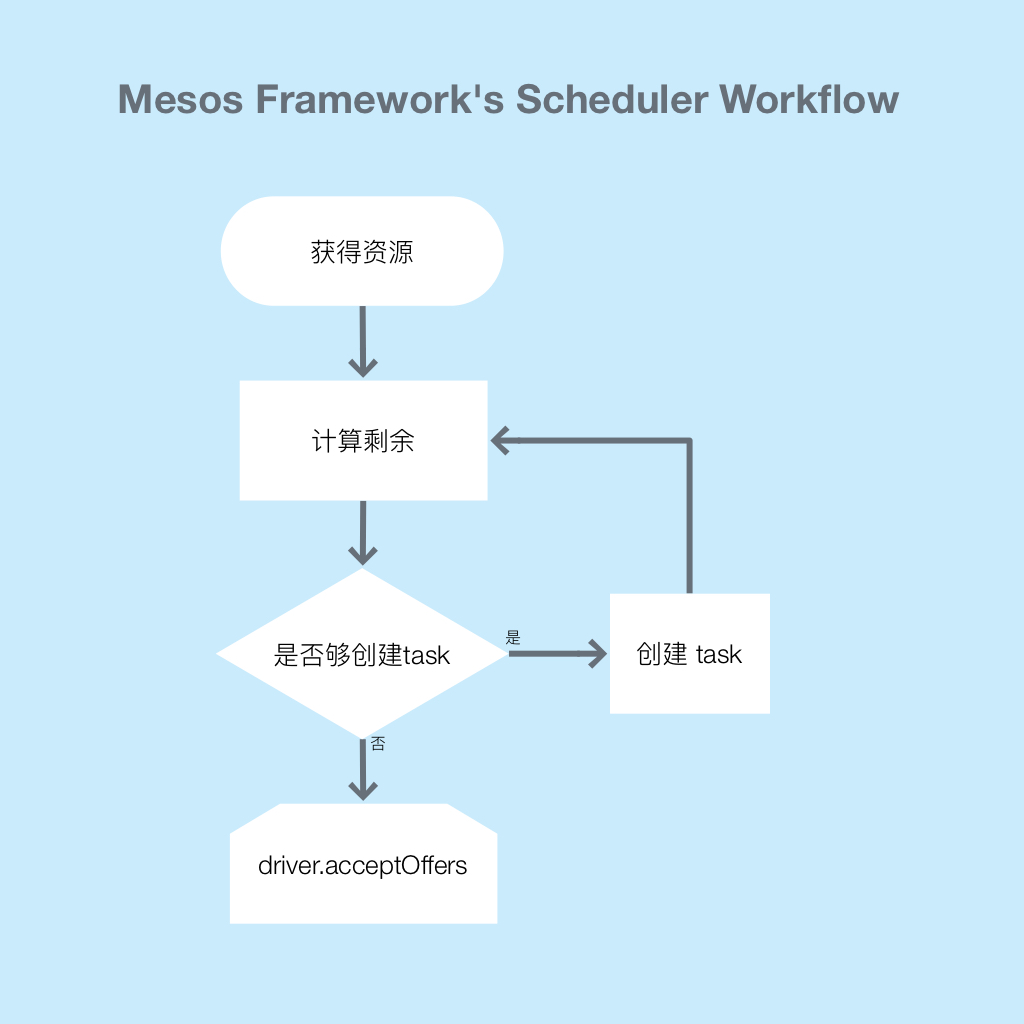 Mesos Framework's Scheduler Workflow
获得资源
计算剩余
是否够创建task
是
创建 task
否
driver.acceptOffers